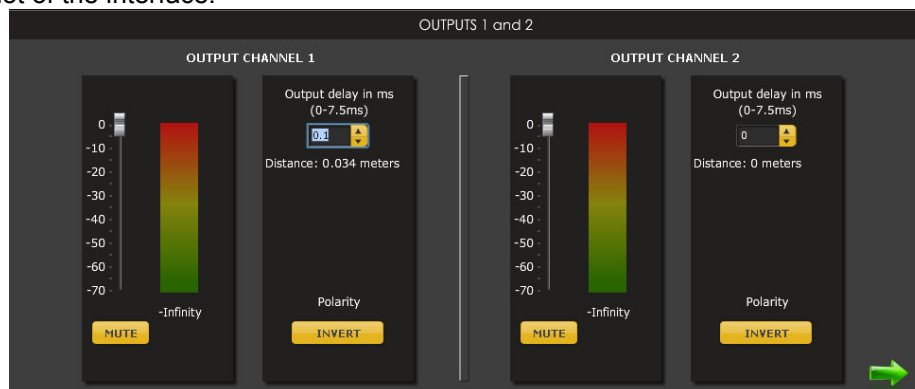 OUTPUTS 1 and 2
OUTPUT CHANNEL 1
0
-10
-20
-30
-40
-50
-60
-70
-Infinity
MUTE
Output delay in ms
(0-7.5ms)
0.1
Distance: 0.034 meters
Polarity
INVERT
OUTPUT CHANNEL 2
0
-10
-20
-30
-40
-50
-60
-70
-Infinity
MUTE
Output delay in ms
(0-7.5ms)
0
Distance: 0 meters
Polarity
INVERT